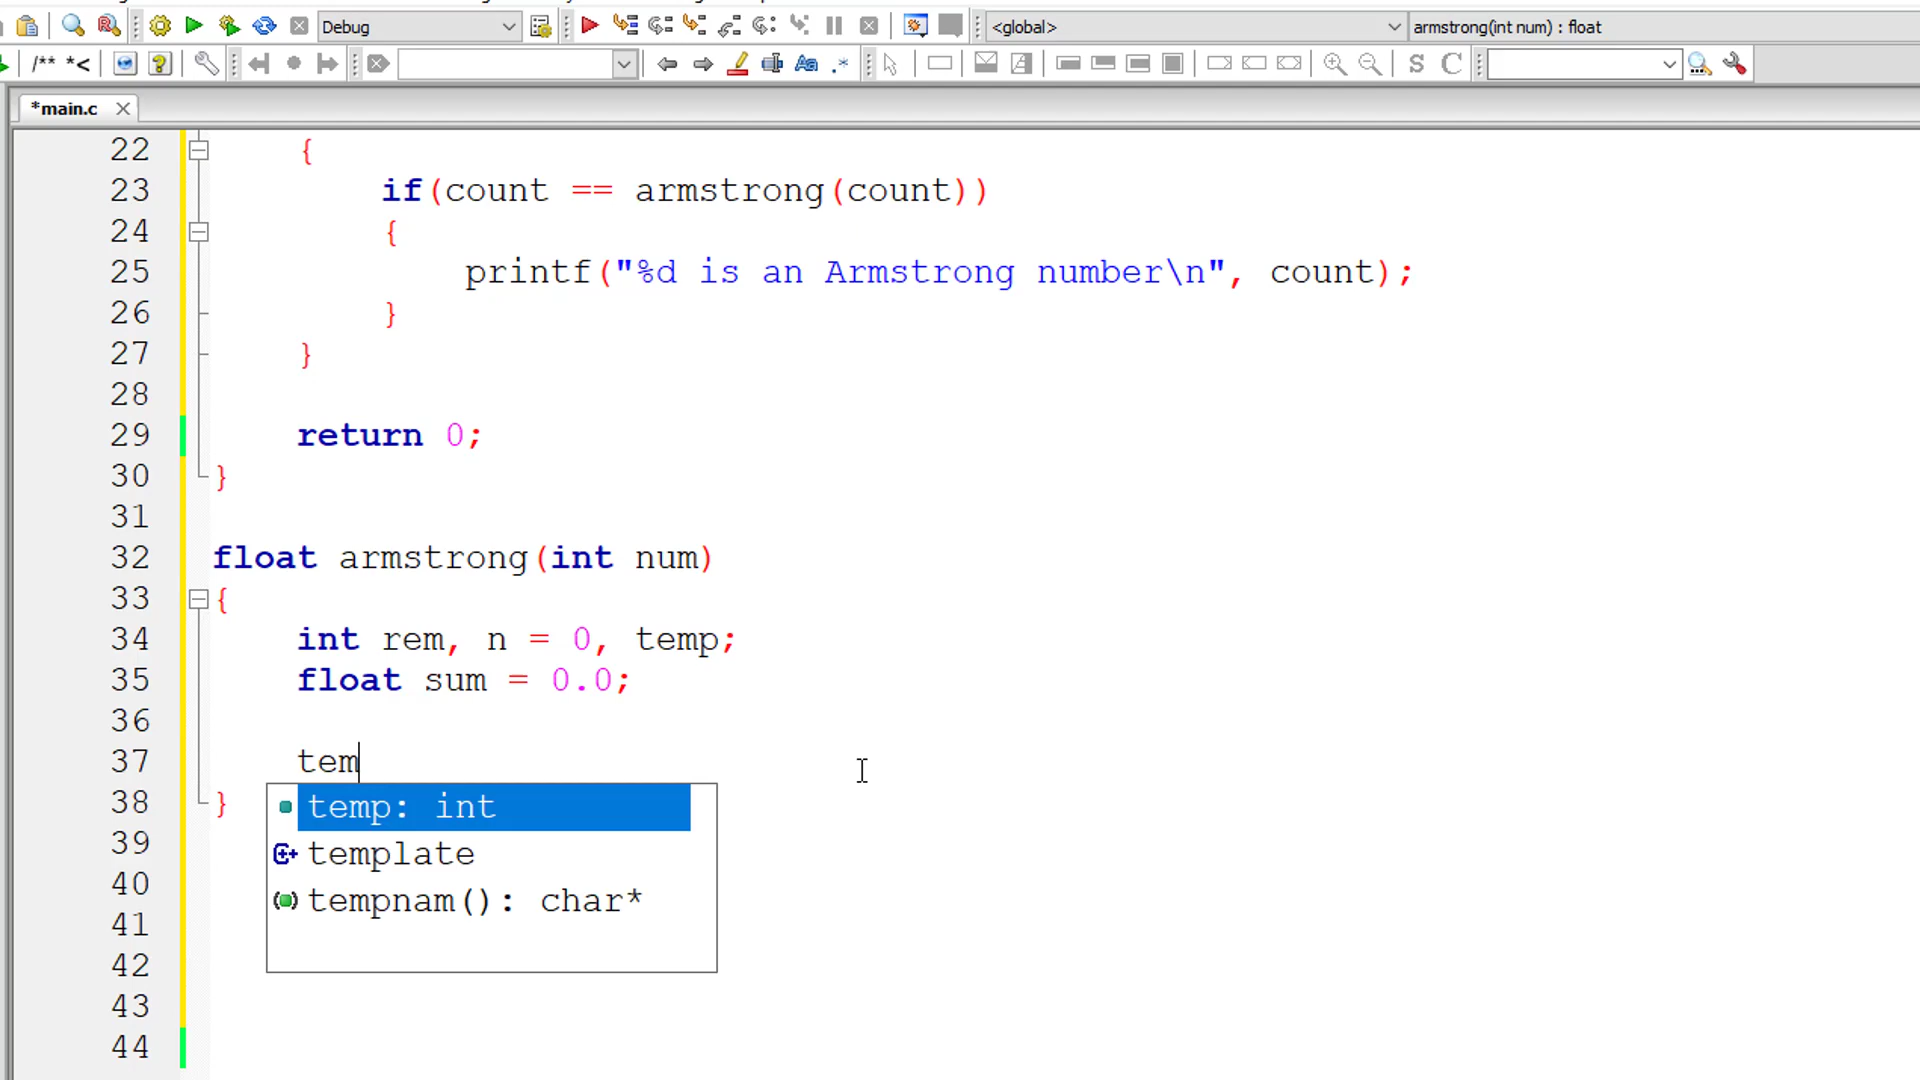 Debug
<global>
armstrong(int num) : float
/** *<
Aa .*
S C
*main.c
22 {
23 if(count == armstrong(count))
24 {
25 printf("%d is an Armstrong number\n", count);
26 }
27 }
28
29 return 0;
30 }
31
32 float armstrong(int num)
33 {
34 int rem, n = 0, temp;
35 float sum = 0.0;
36
37 tem
temp: int
38 }
template
39
40 tempnam(): char*
41
42
43
44